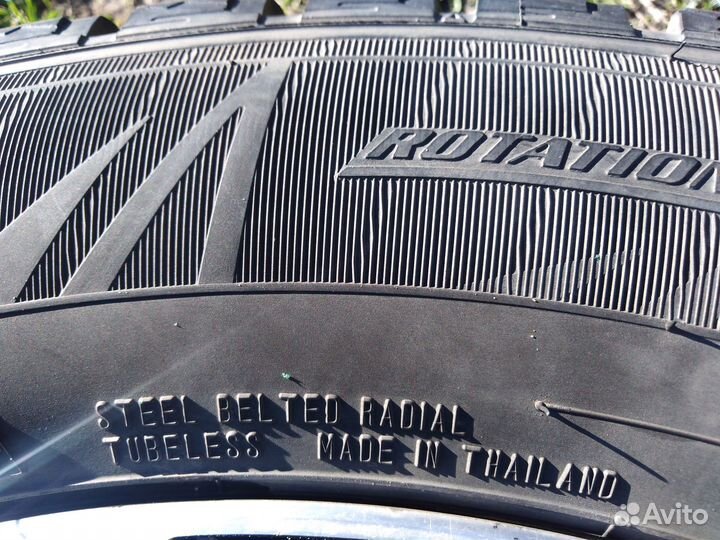 ROTATION
STEEL BELTED RADIAL
TUBELESS MADE IN THAILAND
Avito